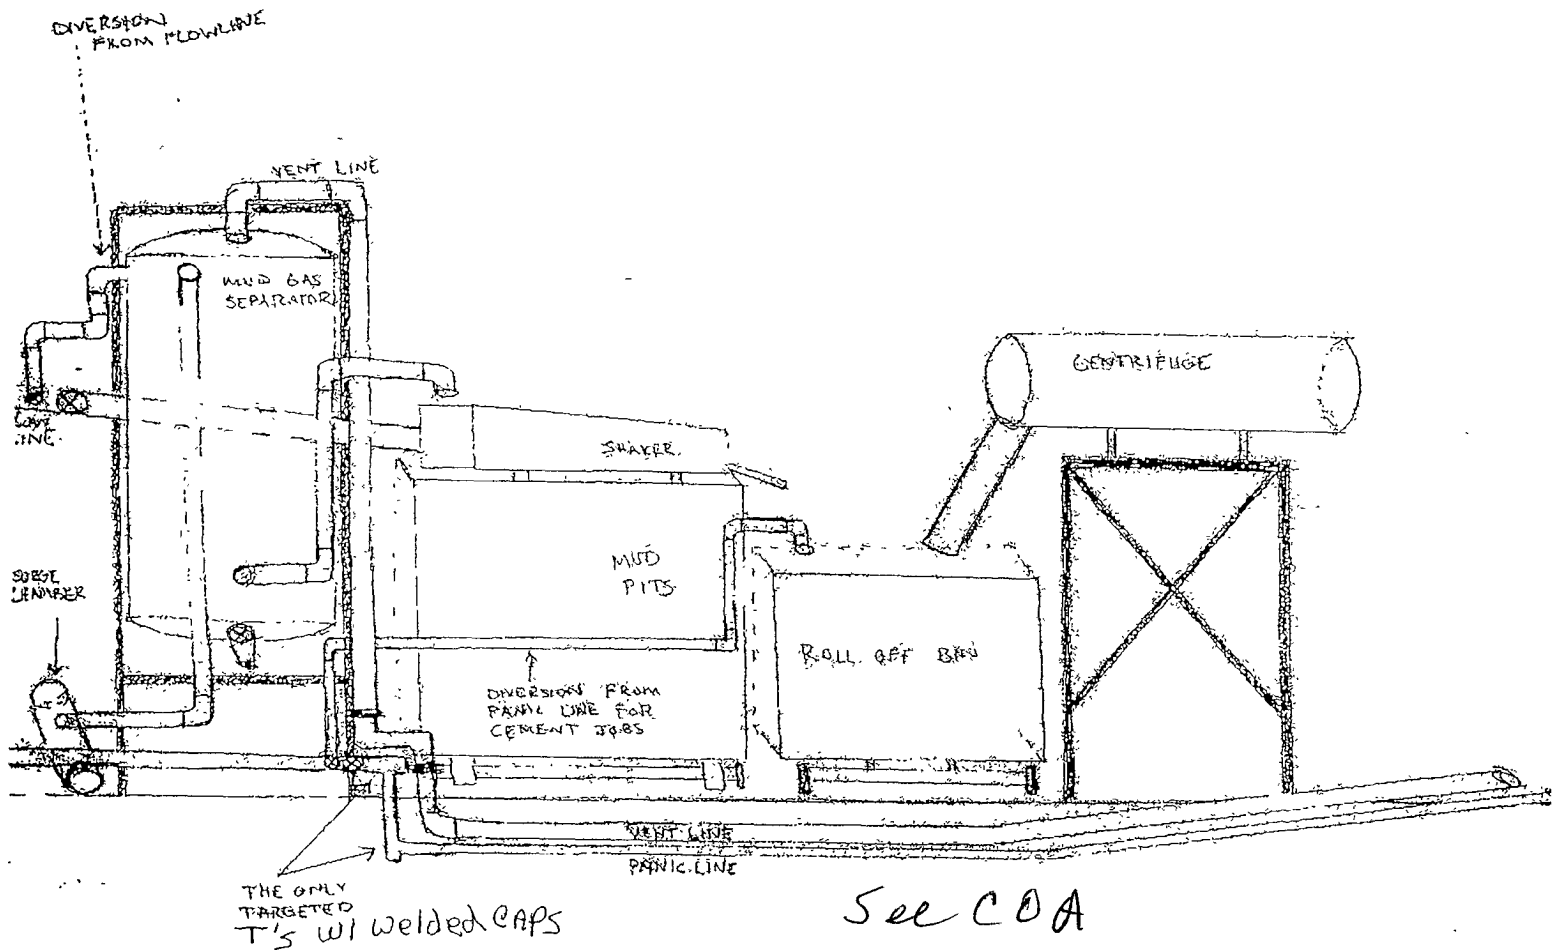 DIVERSION
FROM FLOWLINE
VENT LINE
MUD GAS
SEPARATOR
CENTRIFUGE
SHAKER
MUD
PITS
SURGE
ROLL OFF BIN
DIVERSION FROM
PANIC LINE FOR
CEMENT JOBS
VENT LINE
PANIC LINE
THE ONLY
TARGETED
T'S W/ Welded CAPS
See COA